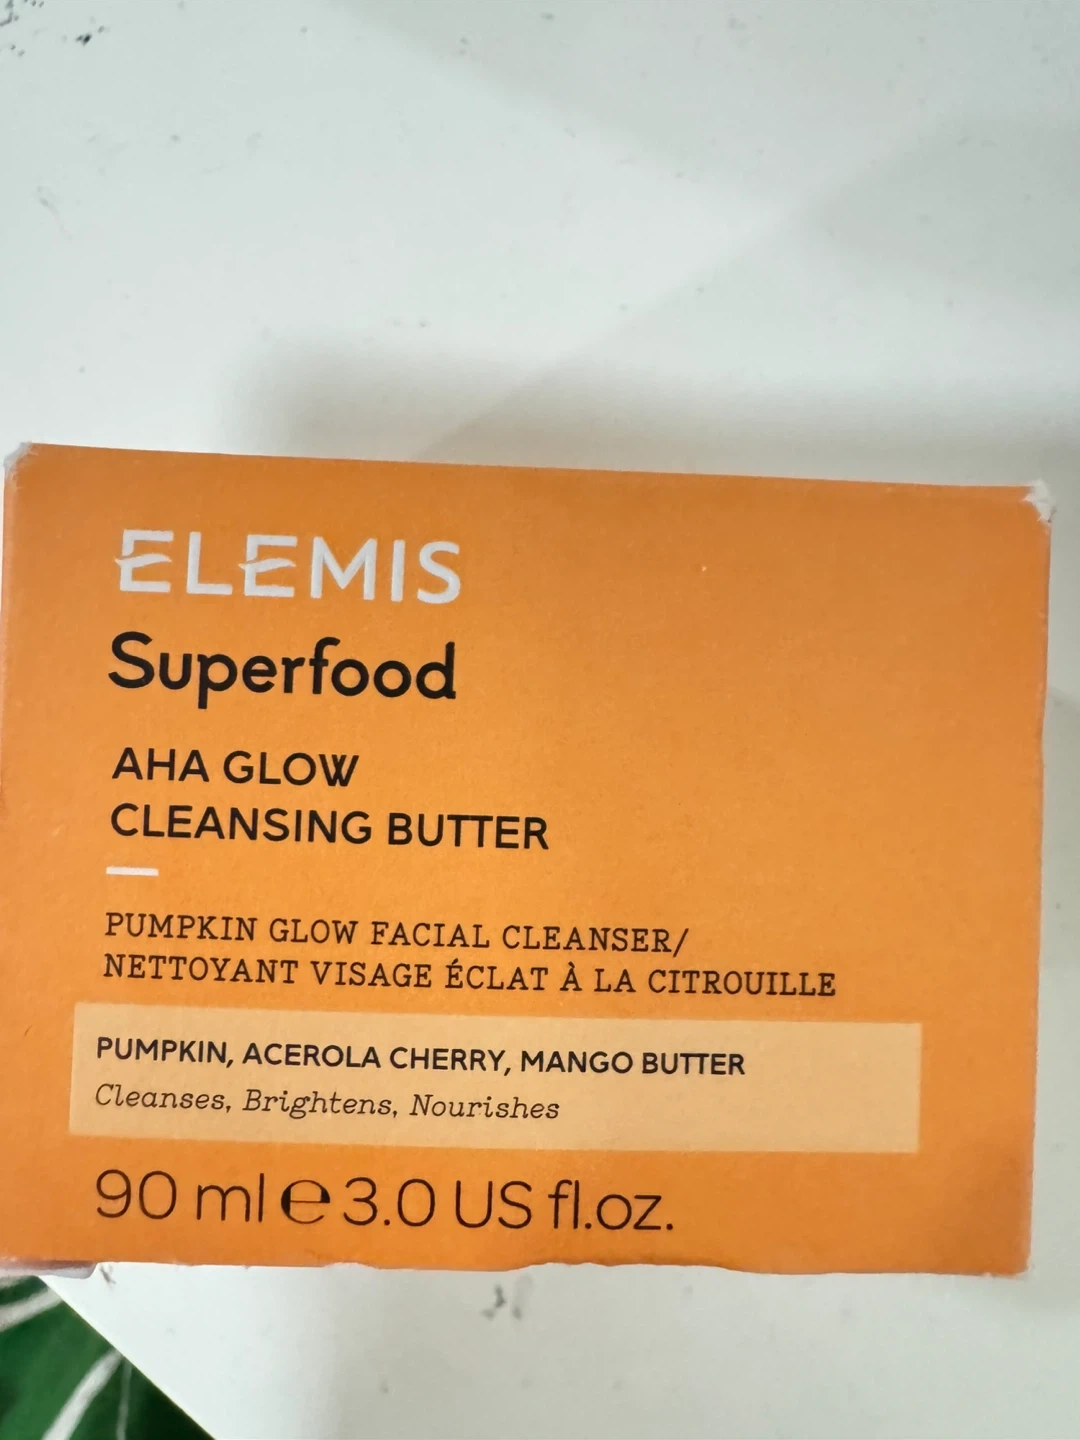 ELEMIS
Superfood
AHA GLOW
CLEANSING BUTTER
PUMPKIN GLOW FACIAL CLEANSER/
NETTOYANT VISAGE ÉCLAT À LA CITROUILLE
PUMPKIN, ACEROLA CHERRY, MANGO BUTTER
Cleanses, Brightens, Nourishes
90 ml e 3.0 US fl.oz.